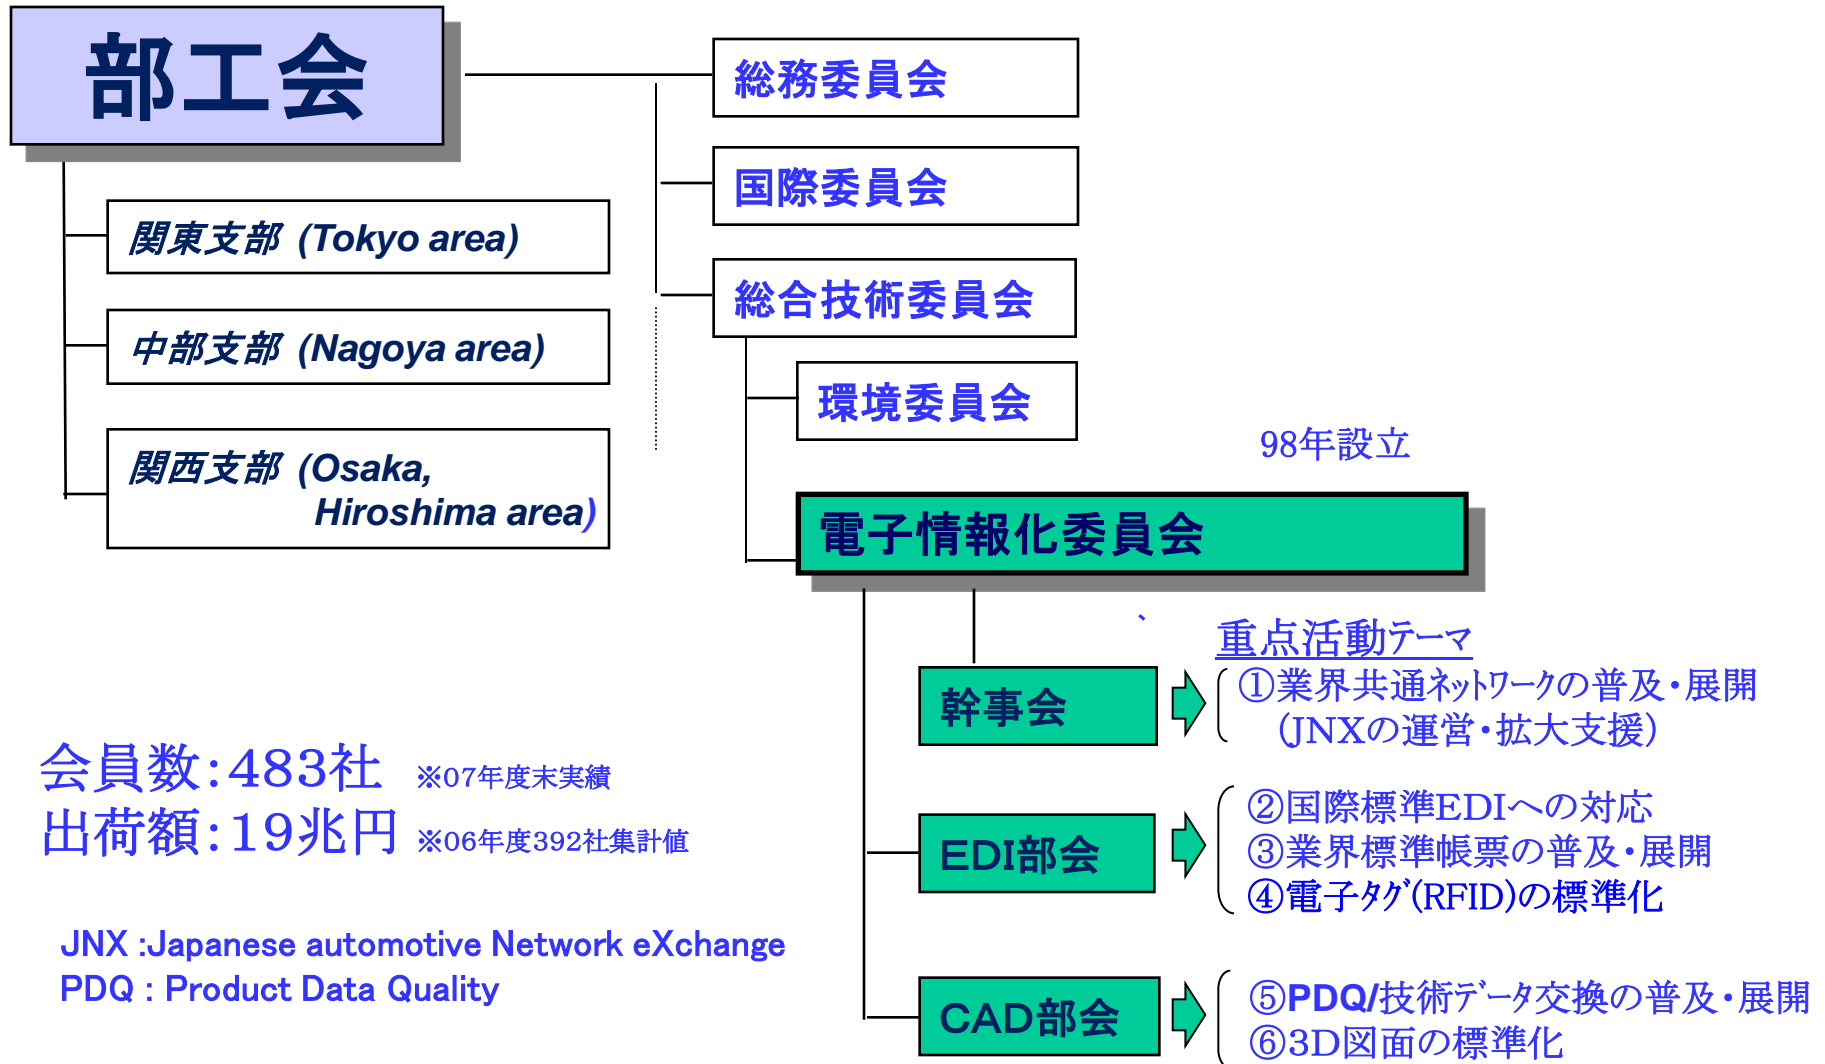 部工会
関東支部 (Tokyo area)
中部支部 (Nagoya area)
関西支部 (Osaka,
Hiroshima area)
総務委員会
国際委員会
総合技術委員会
環境委員会
98年設立
電子情報化委員会
、
重点活動テーマ
幹事会
①業界共通ネットワークの普及・展開
(JNXの運営・拡大支援)
EDI部会
②国際標準EDIへの対応
③業界標準帳票の普及・展開
④電子タグ(RFID)の標準化
CAD部会
⑤PDQ/技術データ交換の普及・展開
⑥3D図面の標準化
会員数:483社 ※07年度末実績
出荷額:19兆円 ※06年度392社集計値
JNX :Japanese automotive Network eXchange
PDQ : Product Data Quality